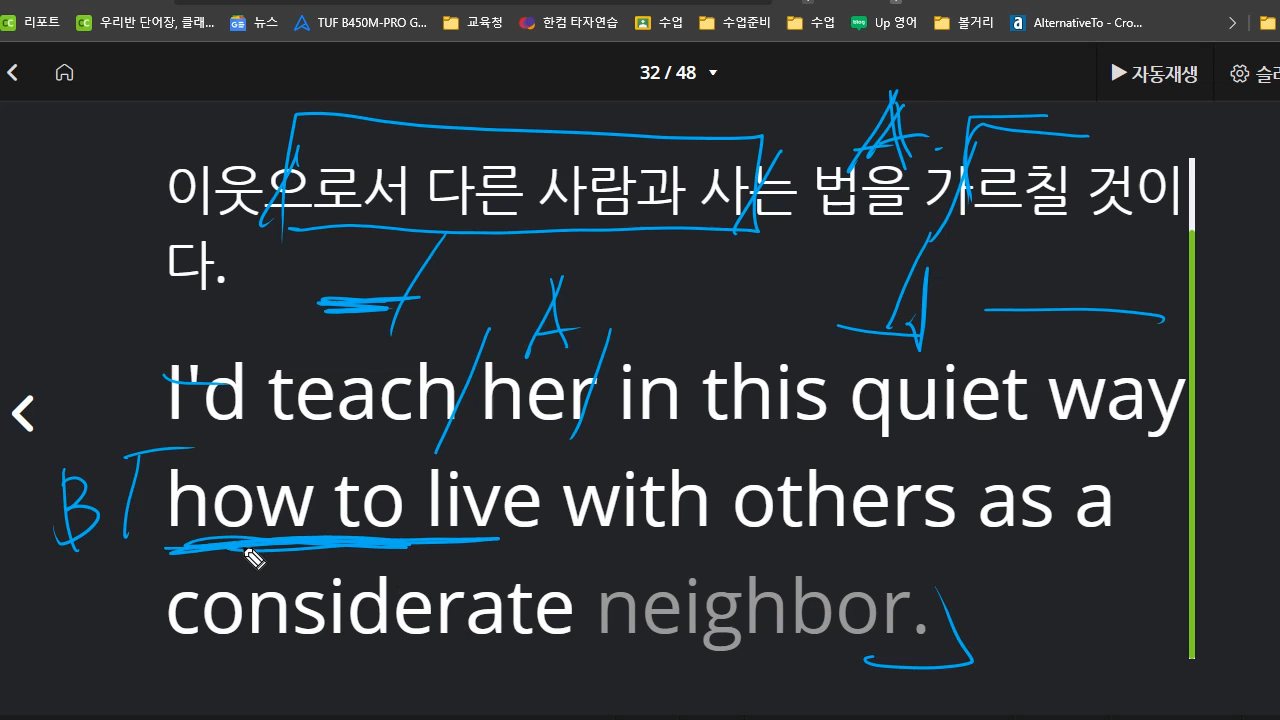 리포트 우리반 단어장, 클래... 뉴스 TUF B450M-PRO G... 교육청 한컴 타자연습 수업 수업준비 수업 Up 영어 볼거리 AlternativeTo - Cro...
32 / 48 자동재생 슬라
A
이웃으로서 다른 사람과 사는 법을 가르칠 것이
다.
A
I'd teach her in this quiet way
B how to live with others as a
considerate neighbor.